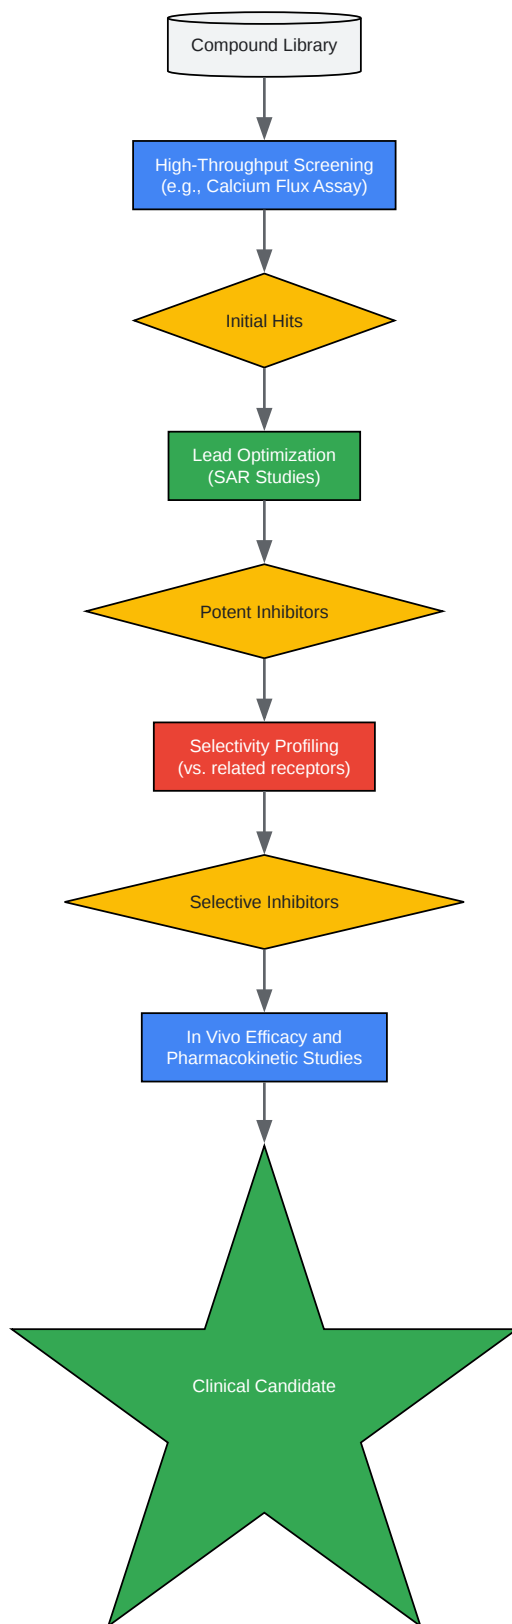 Compound Library
High-Throughput Screening
(e.g., Calcium Flux Assay)
Initial Hits
Lead Optimization
(SAR Studies)
Potent Inhibitors
Selectivity Profiling
(vs. related receptors)
Selective Inhibitors
In Vivo Efficacy and
Pharmacokinetic Studies
Clinical Candidate